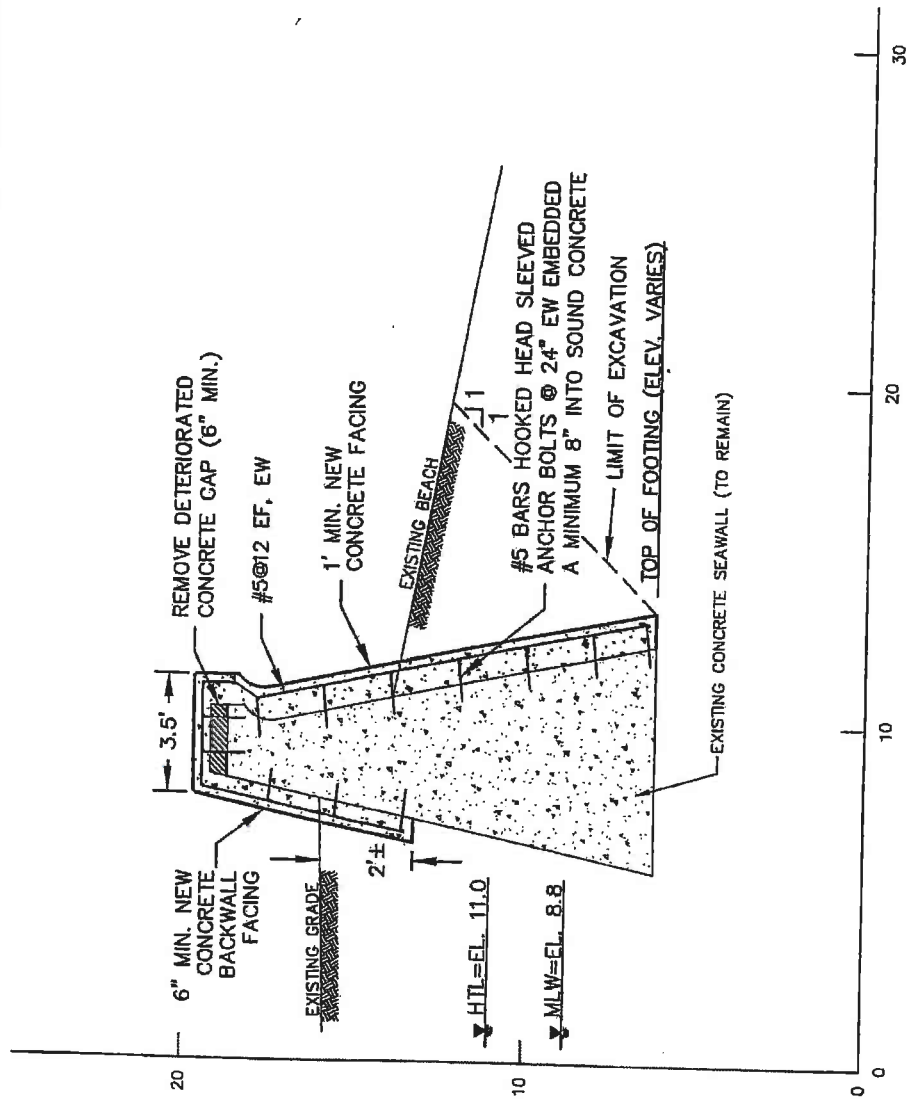 REMOVE DETERIORATED
CONCRETE GAP (6" MIN.)
#5@12 EF, EW
1' MIN. NEW
CONCRETE FACING
3.5'
6" MIN. NEW
CONCRETE
BACKWALL
FACING
EXISTING GRADE
2'±
EXISTING BEACH
1
1
#5 BARS HOOKED HEAD SLEEVED
ANCHOR BOLTS @ 24" EW EMBEDDED
A MINIMUM 8" INTO SOUND CONCRETE
LIMIT OF EXCAVATION
TOP OF FOOTING (ELEV. VARIES)
EXISTING CONCRETE SEAWALL (TO REMAIN)
HTL=EL. 11.0
MLW=EL. 8.8
20
10
0
0
10
20
30